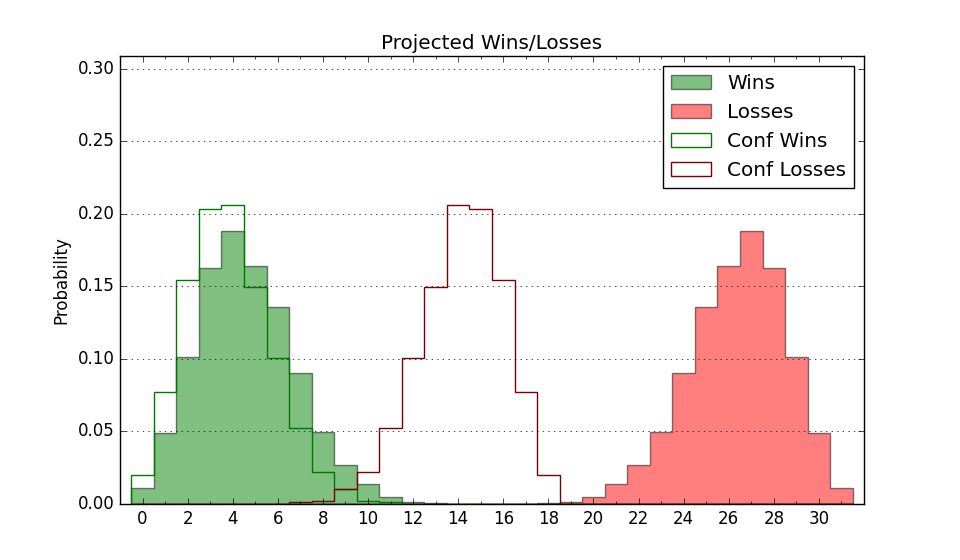 Projected Wins/Losses
Probability
0.30
0.25
0.20
0.15
0.10
0.05
0.00
0 2 4 6 8 10 12 14 16 18 20 22 24 26 28 30
Wins
Losses
Conf Wins
Conf Losses